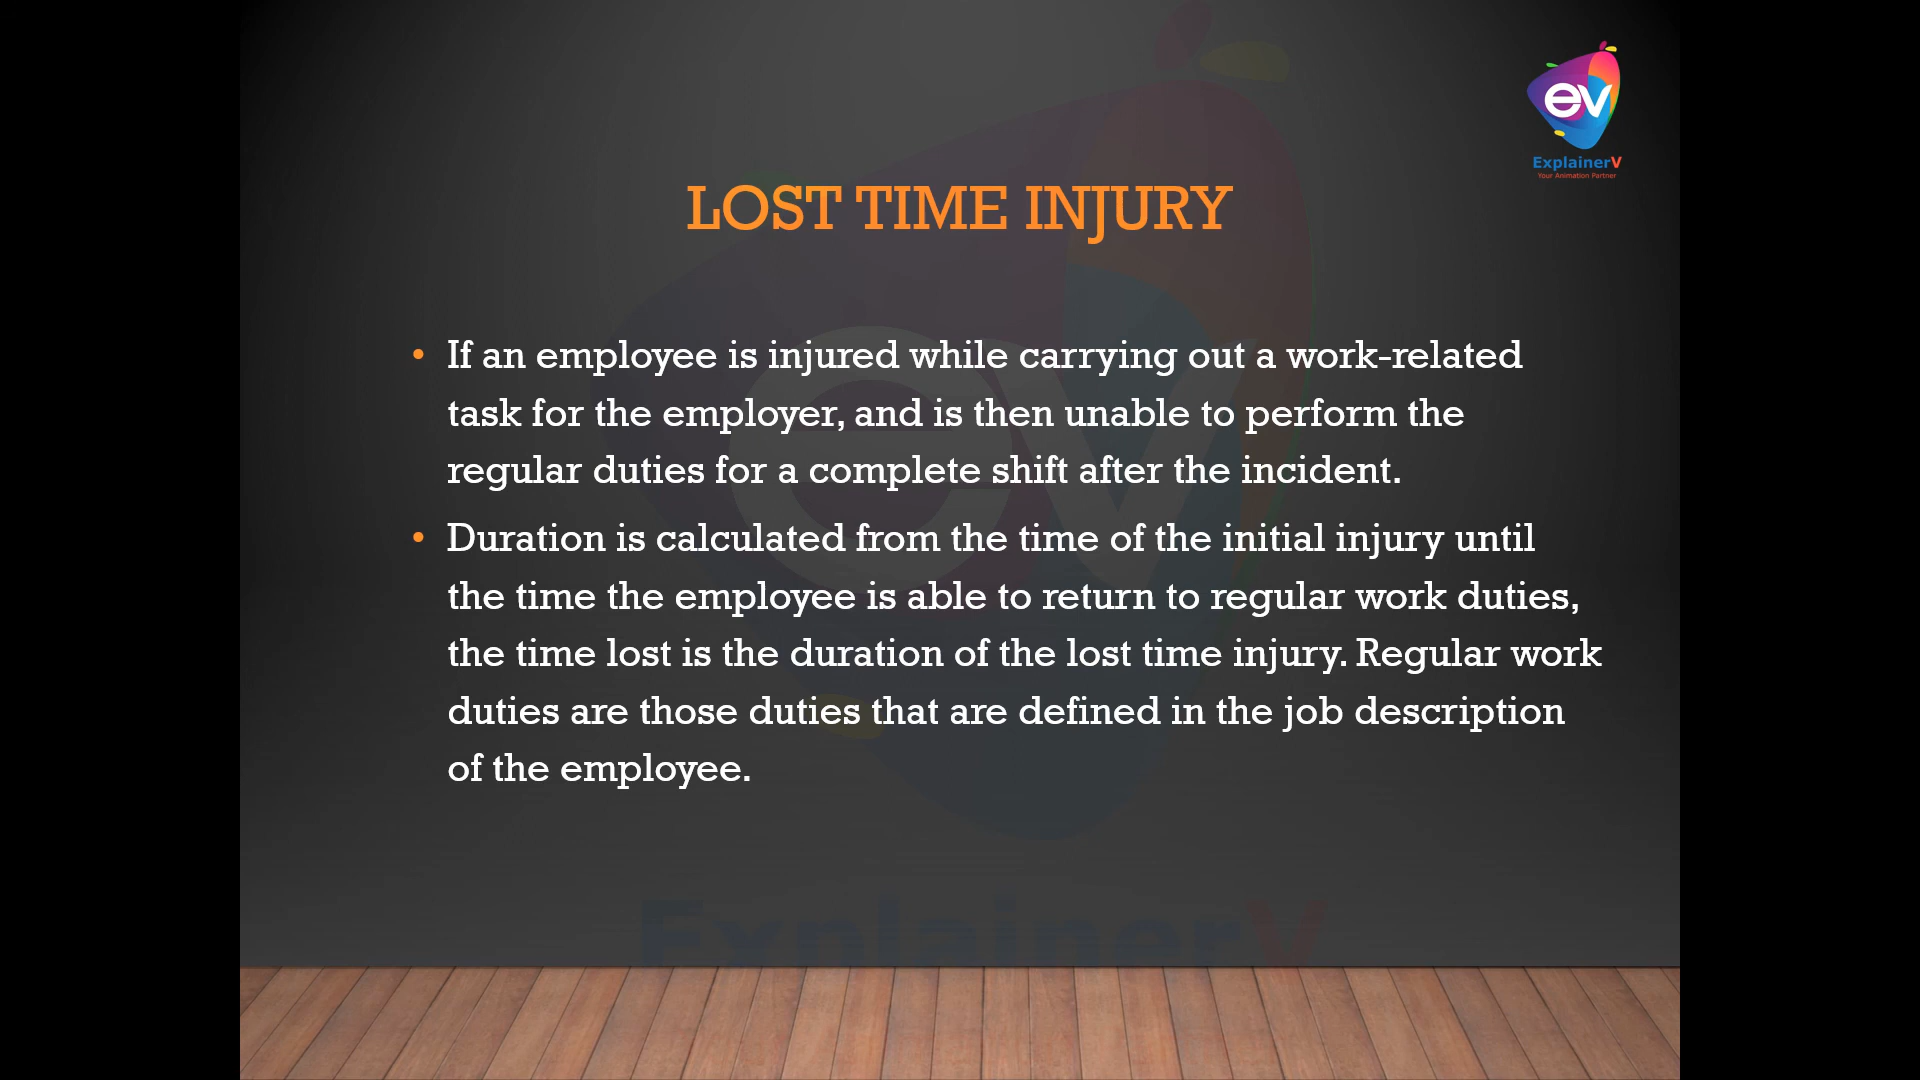 ev
ExplainerV
Your Animation Partner
LOST TIME INJURY
• If an employee is injured while carrying out a work-related
task for the employer, and is then unable to perform the
regular duties for a complete shift after the incident.
• Duration is calculated from the time of the initial injury until
the time the employee is able to return to regular work duties,
the time lost is the duration of the lost time injury. Regular work
duties are those duties that are defined in the job description
of the employee.
ev
ExplainerV